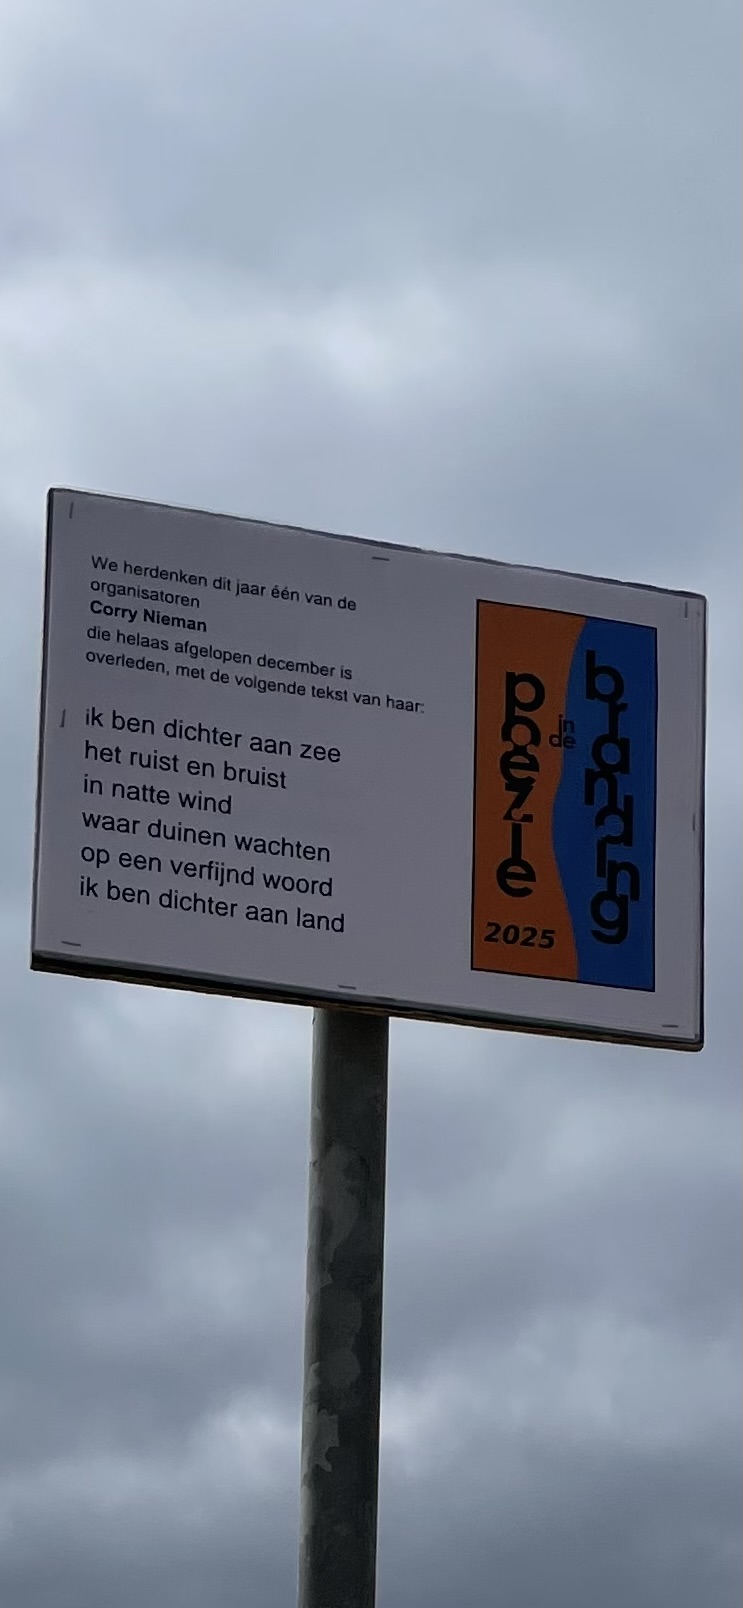 We herdenken dit jaar één van de
organisatoren
Corry Nieman
die helaas afgelopen december is
overleden, met de volgende tekst van haar:
ik ben dichter aan zee
het ruist en bruist
in natte wind
waar duinen wachten
op een verfijnd woord
ik ben dichter aan land
poëzie
in
de
branding
2025